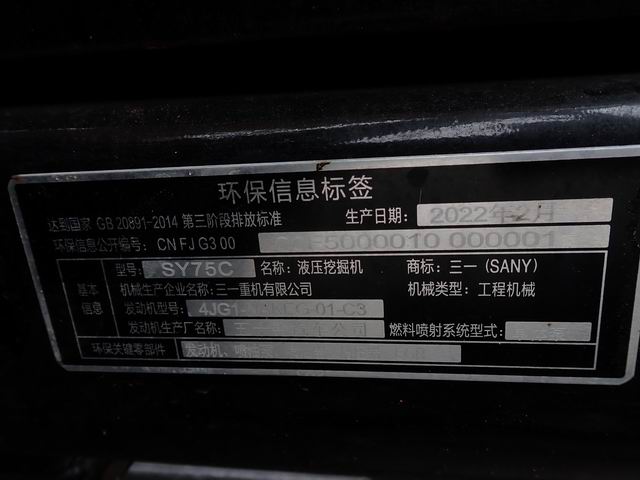 环保信息标签
达到国家 GB 20891-2014 第三阶段排放标准 生产日期: 2022年2月
环保信息公开编号: CN FJ G3 00 5000010 000001
型号: SY75C 名称: 液压挖掘机 商标: 三一 (SANY)
基本信息
机械生产企业名称: 三一重机有限公司 机械类型: 工程机械
发动机型号: 4JG1- -01-C3
发动机生产厂名称: 汽车公司 燃料喷射系统型式:
环保关键零部件 发动机、喷油